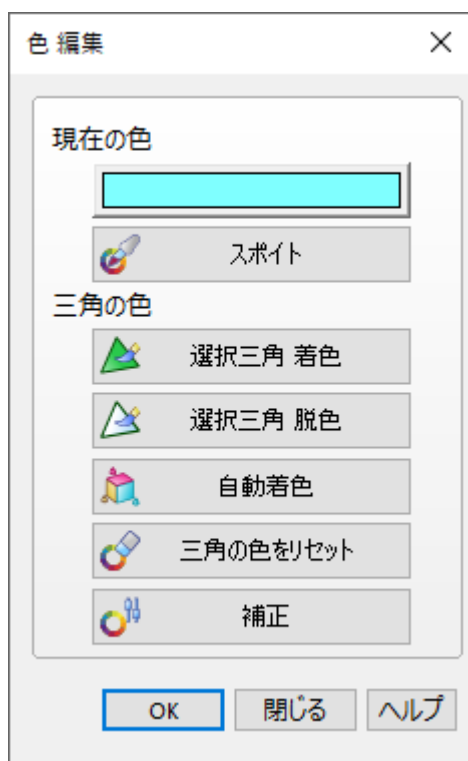 色 編集
現在の色
スポイト
三角の色
選択三角 着色
選択三角 脱色
自動着色
三角の色をリセット
補正
OK
閉じる
ヘルプ